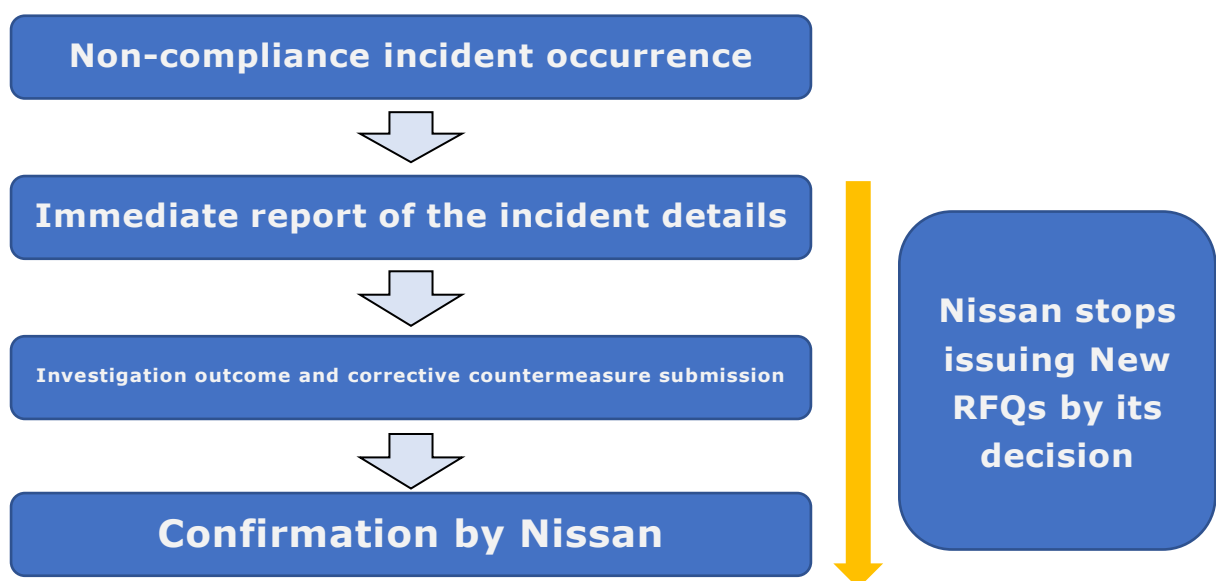 Non-compliance incident occurrence
Immediate report of the incident details
Investigation outcome and corrective countermeasure submission
Confirmation by Nissan
Nissan stops
issuing New
RFQs by its
decision